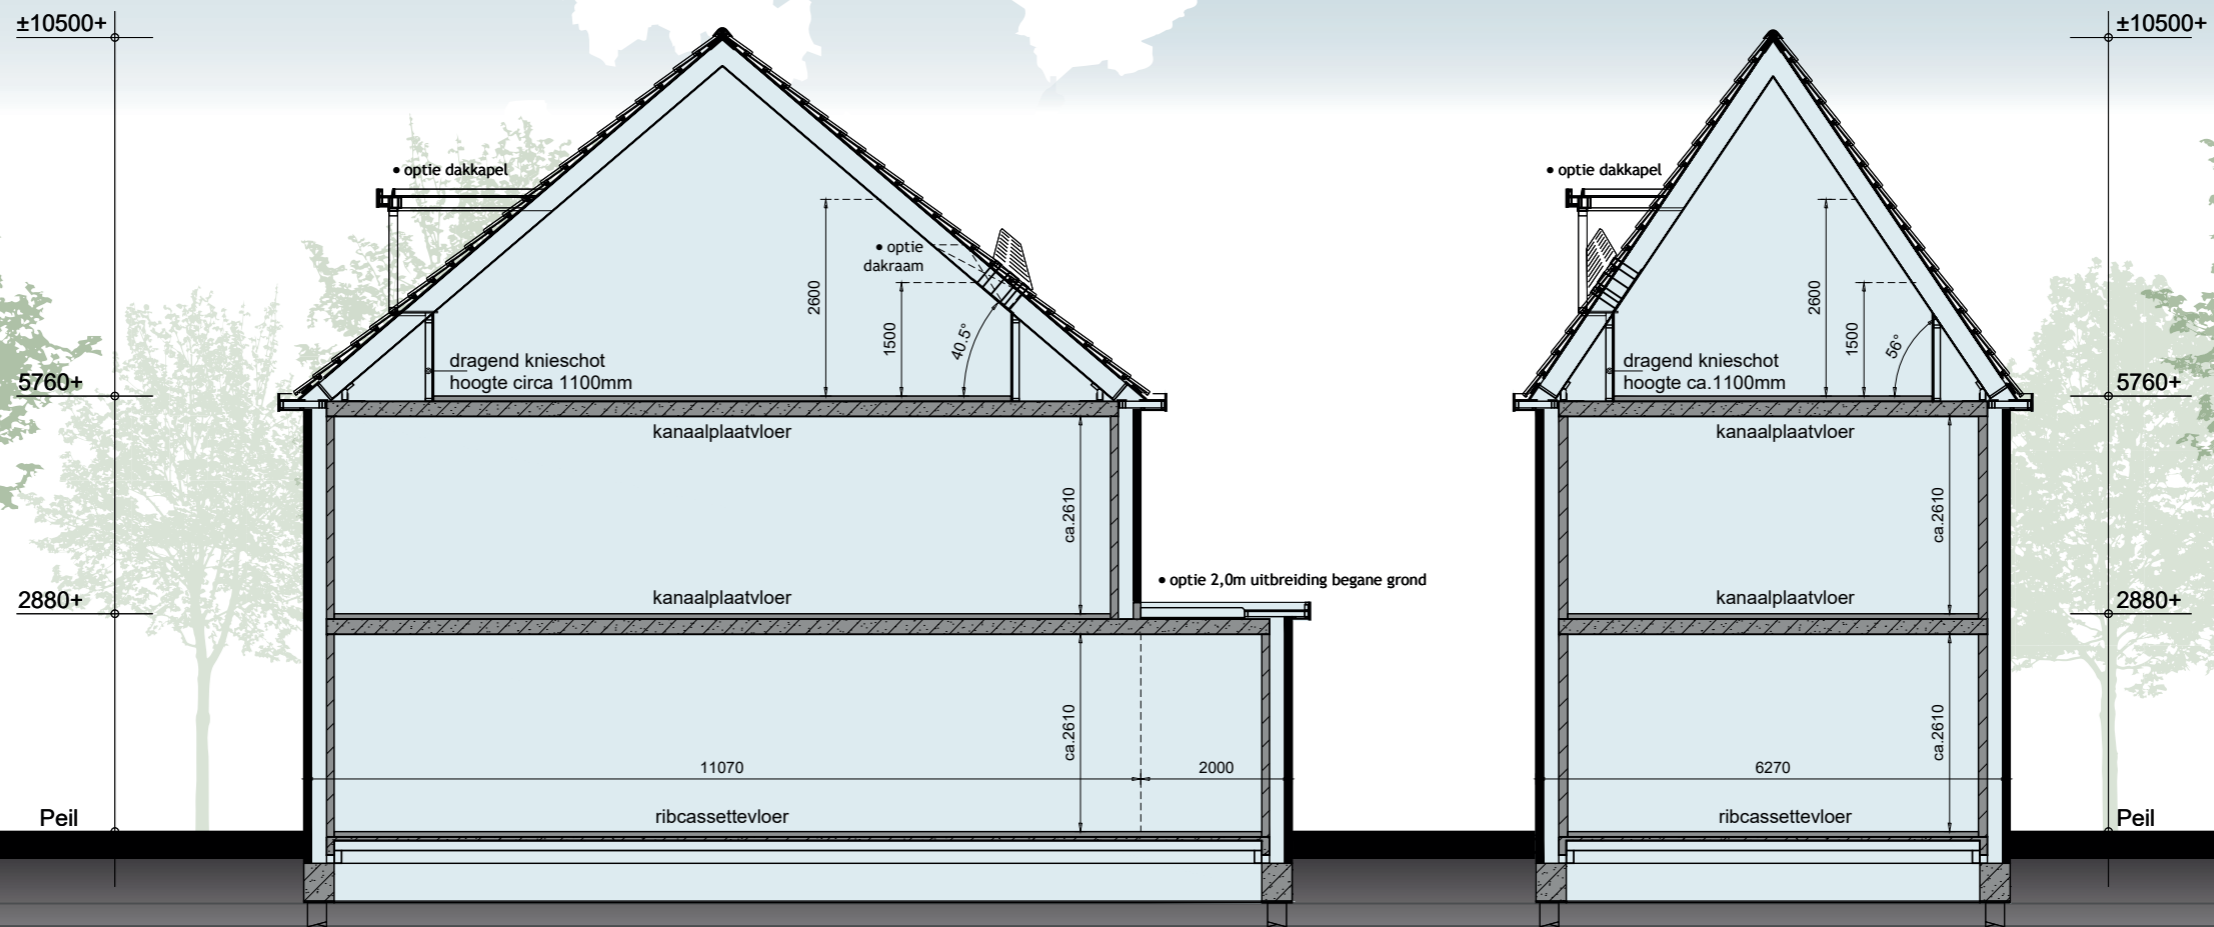 ±10500+
±10500+
• optie dakkapel
• optie dakkapel
• optie
dakraam
2600
1500
40.5°
2600
1500
56°
dragend knieschot
hoogte circa 1100mm
dragend knieschot
hoogte ca.1100mm
5760+
5760+
kanaalplaatvloer
kanaalplaatvloer
ca.2610
ca.2610
• optie 2,0m uitbreiding begane grond
kanaalplaatvloer
kanaalplaatvloer
2880+
2880+
ca.2610
ca.2610
11070
2000
6270
Peil
ribcassettevloer
ribcassettevloer
Peil